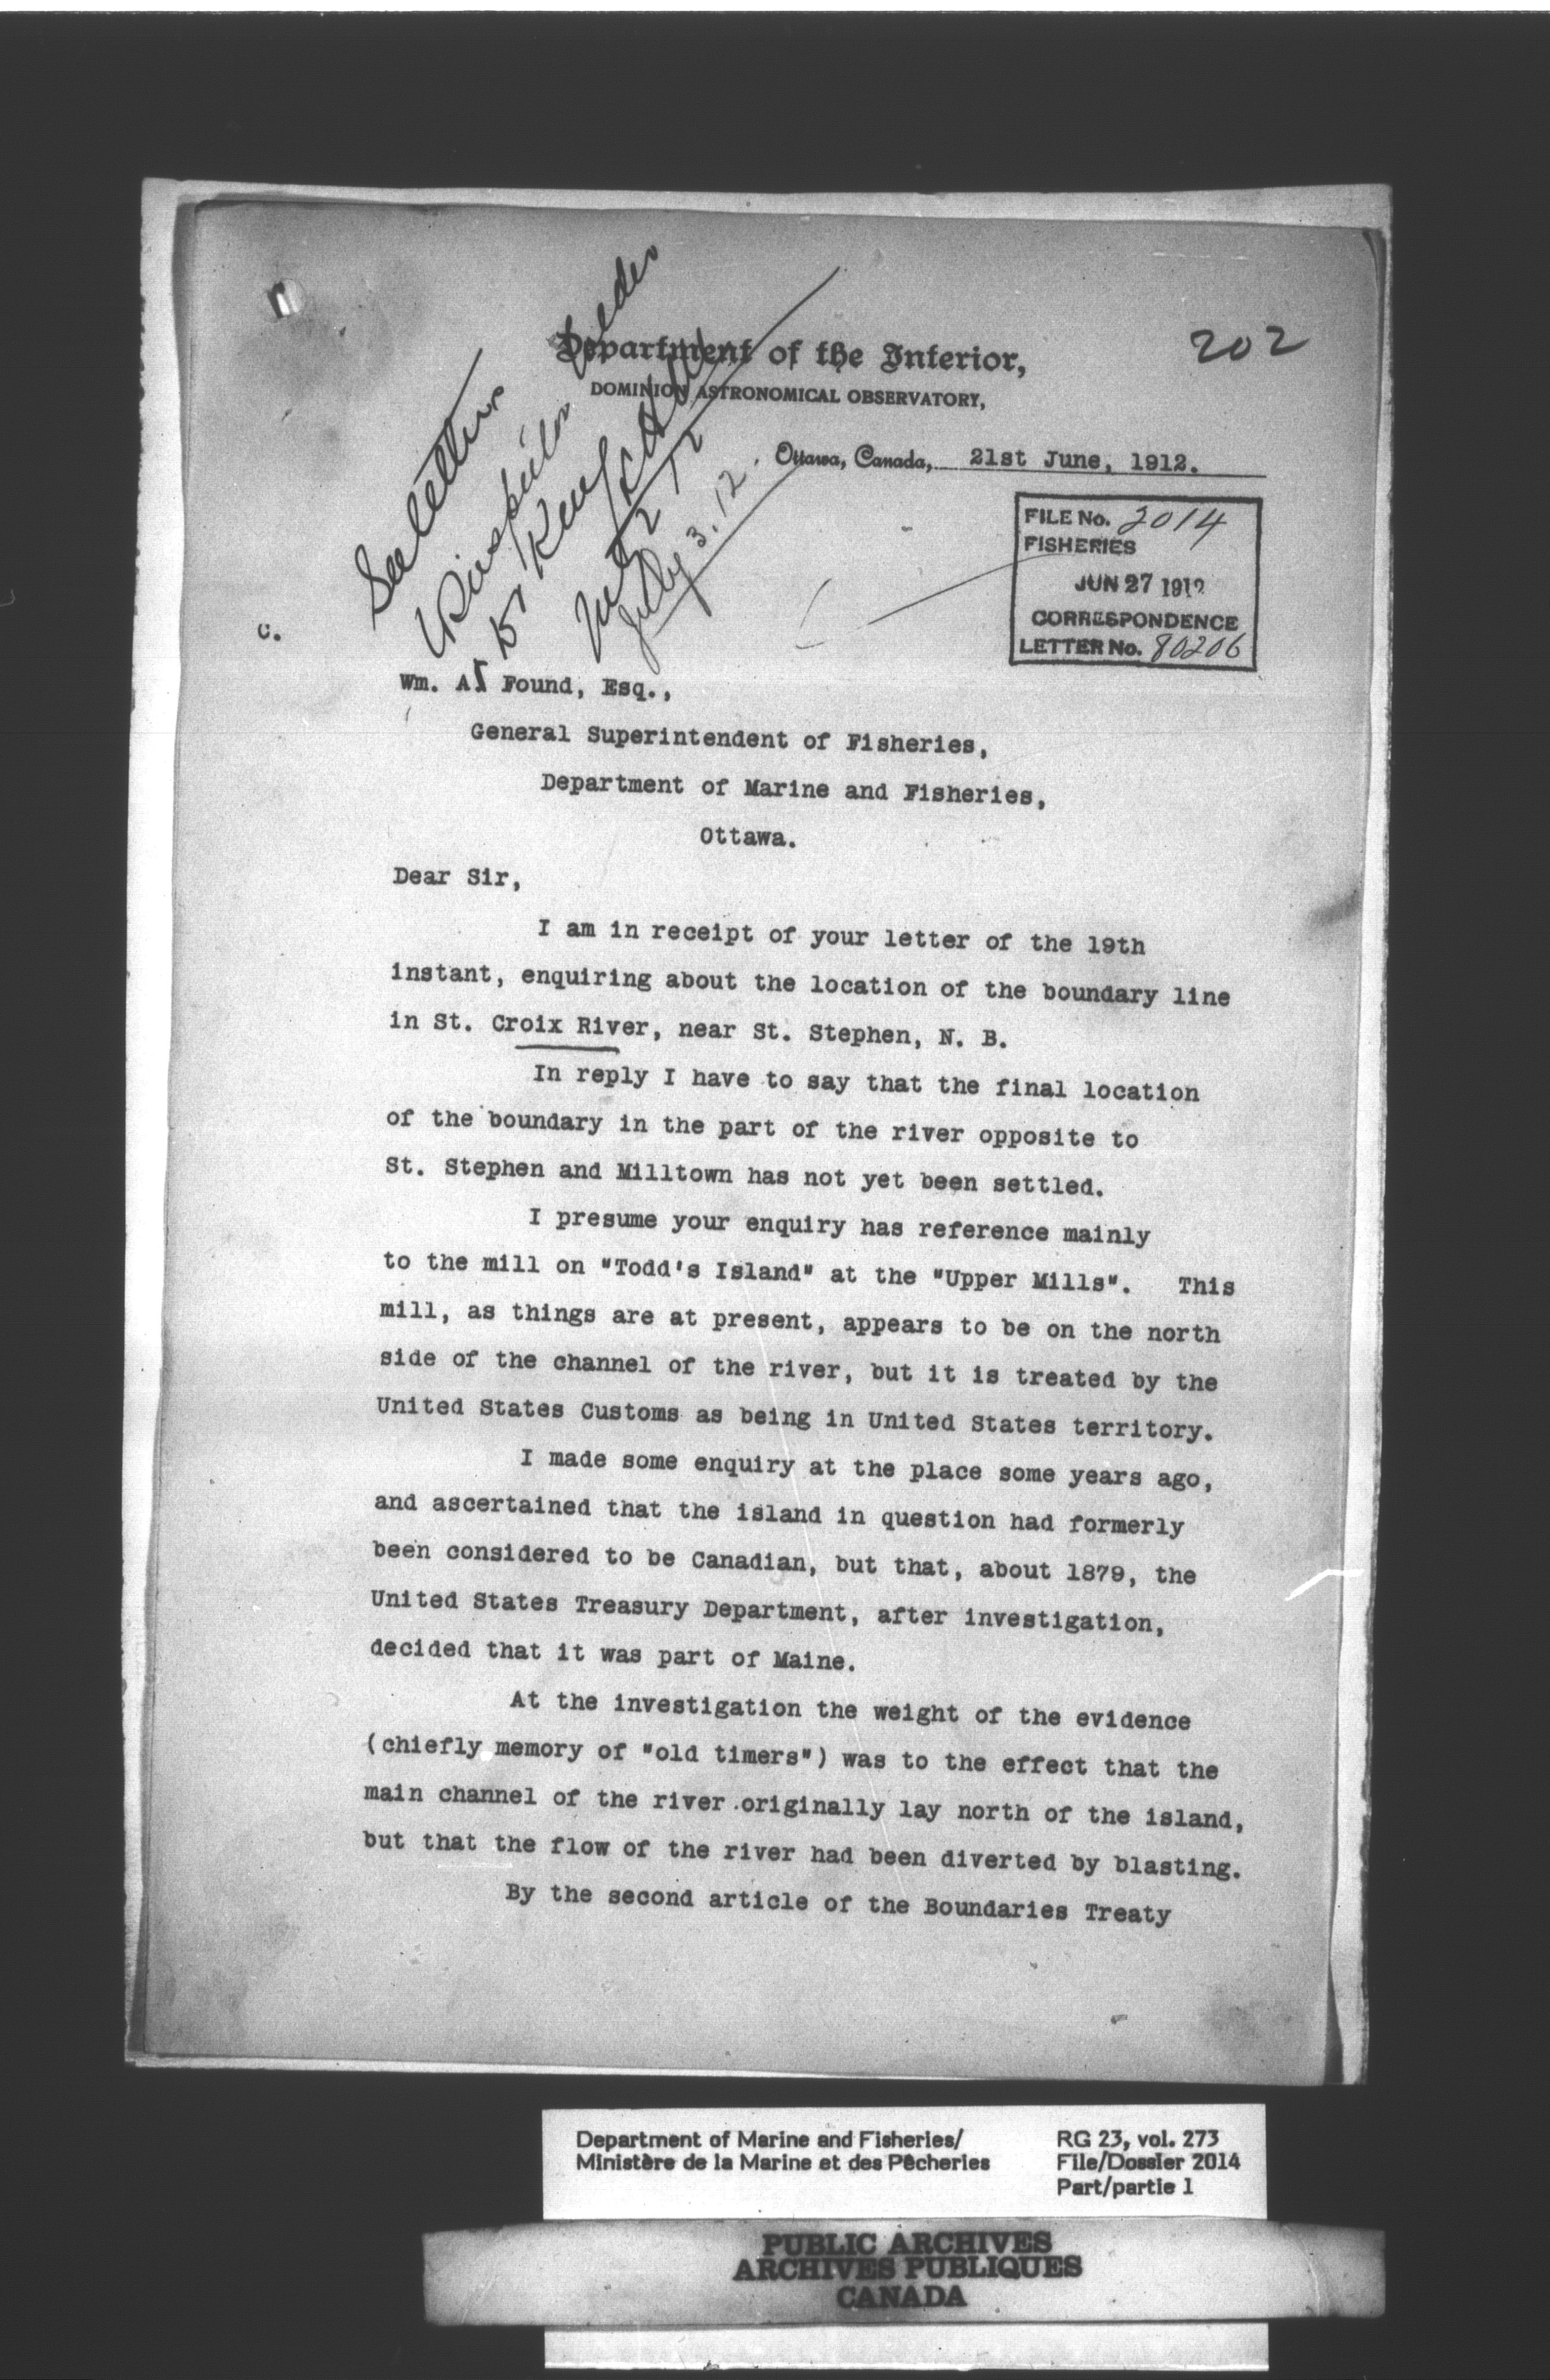 202
Department of the Interior,
DOMINION ASTRONOMICAL OBSERVATORY,
Ottawa, Canada, 21st June, 1912.
See letter
July 3. 12.
FILE No. 2014
FISHERIES
JUN 27 1912
CORRESPONDENCE
LETTER No. 80206
c.
Wm. A. Found, Esq.,
General Superintendent of Fisheries,
Department of Marine and Fisheries,
Ottawa.
Dear Sir,
I am in receipt of your letter of the 19th
instant, enquiring about the location of the boundary line
in St. Croix River, near St. Stephen, N. B.
In reply I have to say that the final location
of the boundary in the part of the river opposite to
St. Stephen and Milltown has not yet been settled.
I presume your enquiry has reference mainly
to the mill on "Todd's Island" at the "Upper Mills". This
mill, as things are at present, appears to be on the north
side of the channel of the river, but it is treated by the
United States Customs as being in United States territory.
I made some enquiry at the place some years ago,
and ascertained that the island in question had formerly
been considered to be Canadian, but that, about 1879, the
United States Treasury Department, after investigation,
decided that it was part of Maine.
At the investigation the weight of the evidence
(chiefly memory of "old timers") was to the effect that the
main channel of the river originally lay north of the island,
but that the flow of the river had been diverted by blasting.
By the second article of the Boundaries Treaty
Department of Marine and Fisheries/
Ministère de la Marine et des Pêcheries
RG 23, vol. 273
File/Dossier 2014
Part/partie 1
PUBLIC ARCHIVES
ARCHIVES PUBLIQUES
CANADA